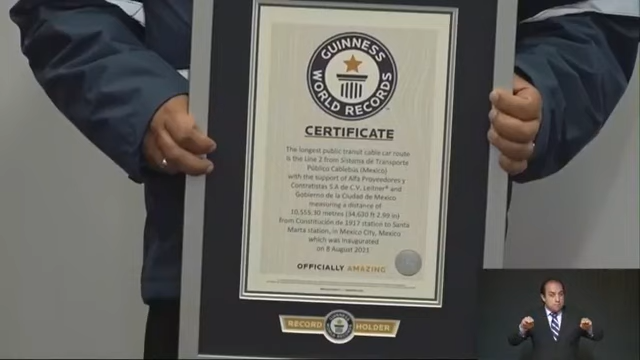 GUINNESS
WORLD RECORDS
CERTIFICATE
The longest public transit cable car route
is the Line 2 from Sistema de Transporte
Público Cablebús (Mexico)
with the support of Alfa Proveedores y
Contratistas S.A de C.V, Leitner® and
Gobierno de la Ciudad de Mexico
measuring a distance of
10,555.30 metres (34,630 ft 2.99 in)
from Constitución de 1917 station to Santa
Marta station, in Mexico City, Mexico
which was inaugurated
on 8 August 2021
OFFICIALLY AMAZING
RECORD HOLDER